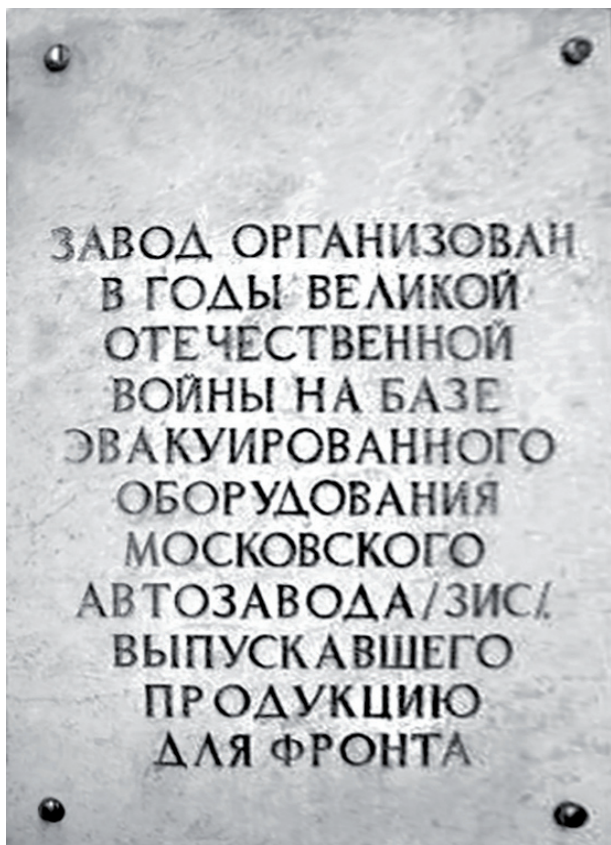 ЗАВОД ОРГАНИЗОВАН
В ГОДЫ ВЕЛИКОЙ
ОТЕЧЕСТВЕННОЙ
ВОЙНЫ НА БАЗЕ
ЭВАКУИРОВАННОГО
ОБОРУДОВАНИЯ
МОСКОВСКОГО
АВТОЗАВОДА/ЗИС/.
ВЫПУСКАВШЕГО
ПРОДУКЦИЮ
ДЛЯ ФРОНТА